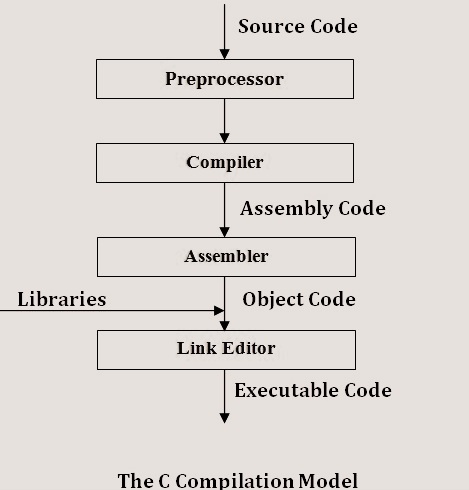 Source Code
Preprocessor
Compiler
Assembly Code
Assembler
Libraries
Object Code
Link Editor
Executable Code
The C Compilation Model